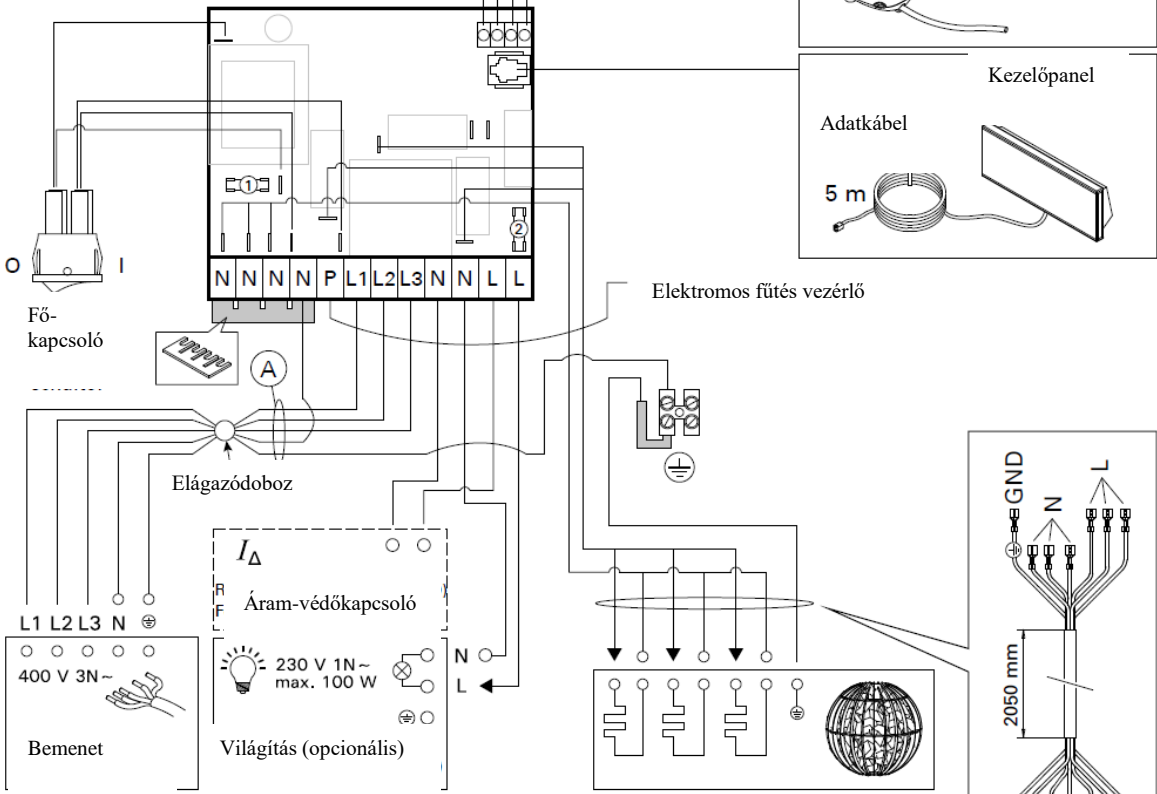 Kezelőpanel
Adatkábel
5 m
1
2
O I
Fő-
kapcsoló
N N N N P L1 L2 L3 N N L L
Elektromos fűtés vezérlő
A
Elágazódoboz
GND
N
L
I∆
R
F
Áram-védőkapcsoló
L1 L2 L3 N
400 V 3N~
Bemenet
230 V 1N~
max. 100 W
N
L
Világítás (opcionális)
2050 mm